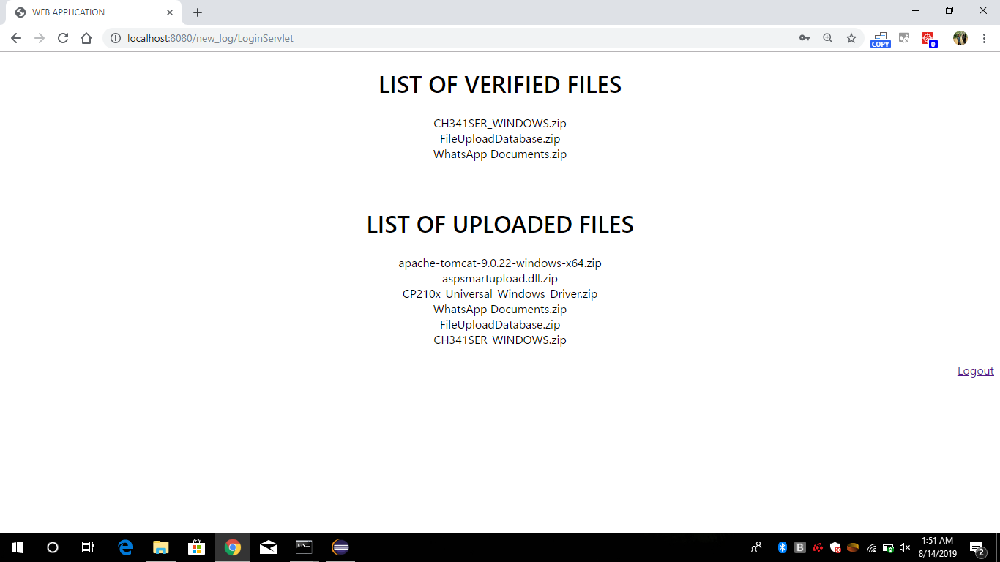 WEB APPLICATION
localhost:8080/new_log/LoginServlet
COPY
0
LIST OF VERIFIED FILES
CH341SER_WINDOWS.zip
FileUploadDatabase.zip
WhatsApp Documents.zip
LIST OF UPLOADED FILES
apache-tomcat-9.0.22-windows-x64.zip
aspsmartupload.dll.zip
CP210x_Universal_Windows_Driver.zip
WhatsApp Documents.zip
FileUploadDatabase.zip
CH341SER_WINDOWS.zip
Logout
B
1:51 AM
8/14/2019
2